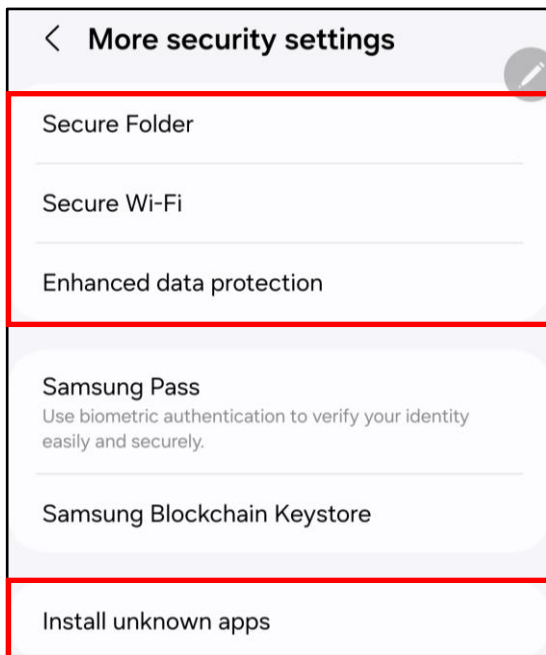 More security settings
Secure Folder
Secure Wi-Fi
Enhanced data protection
Samsung Pass
Use biometric authentication to verify your identity
easily and securely.
Samsung Blockchain Keystore
Install unknown apps